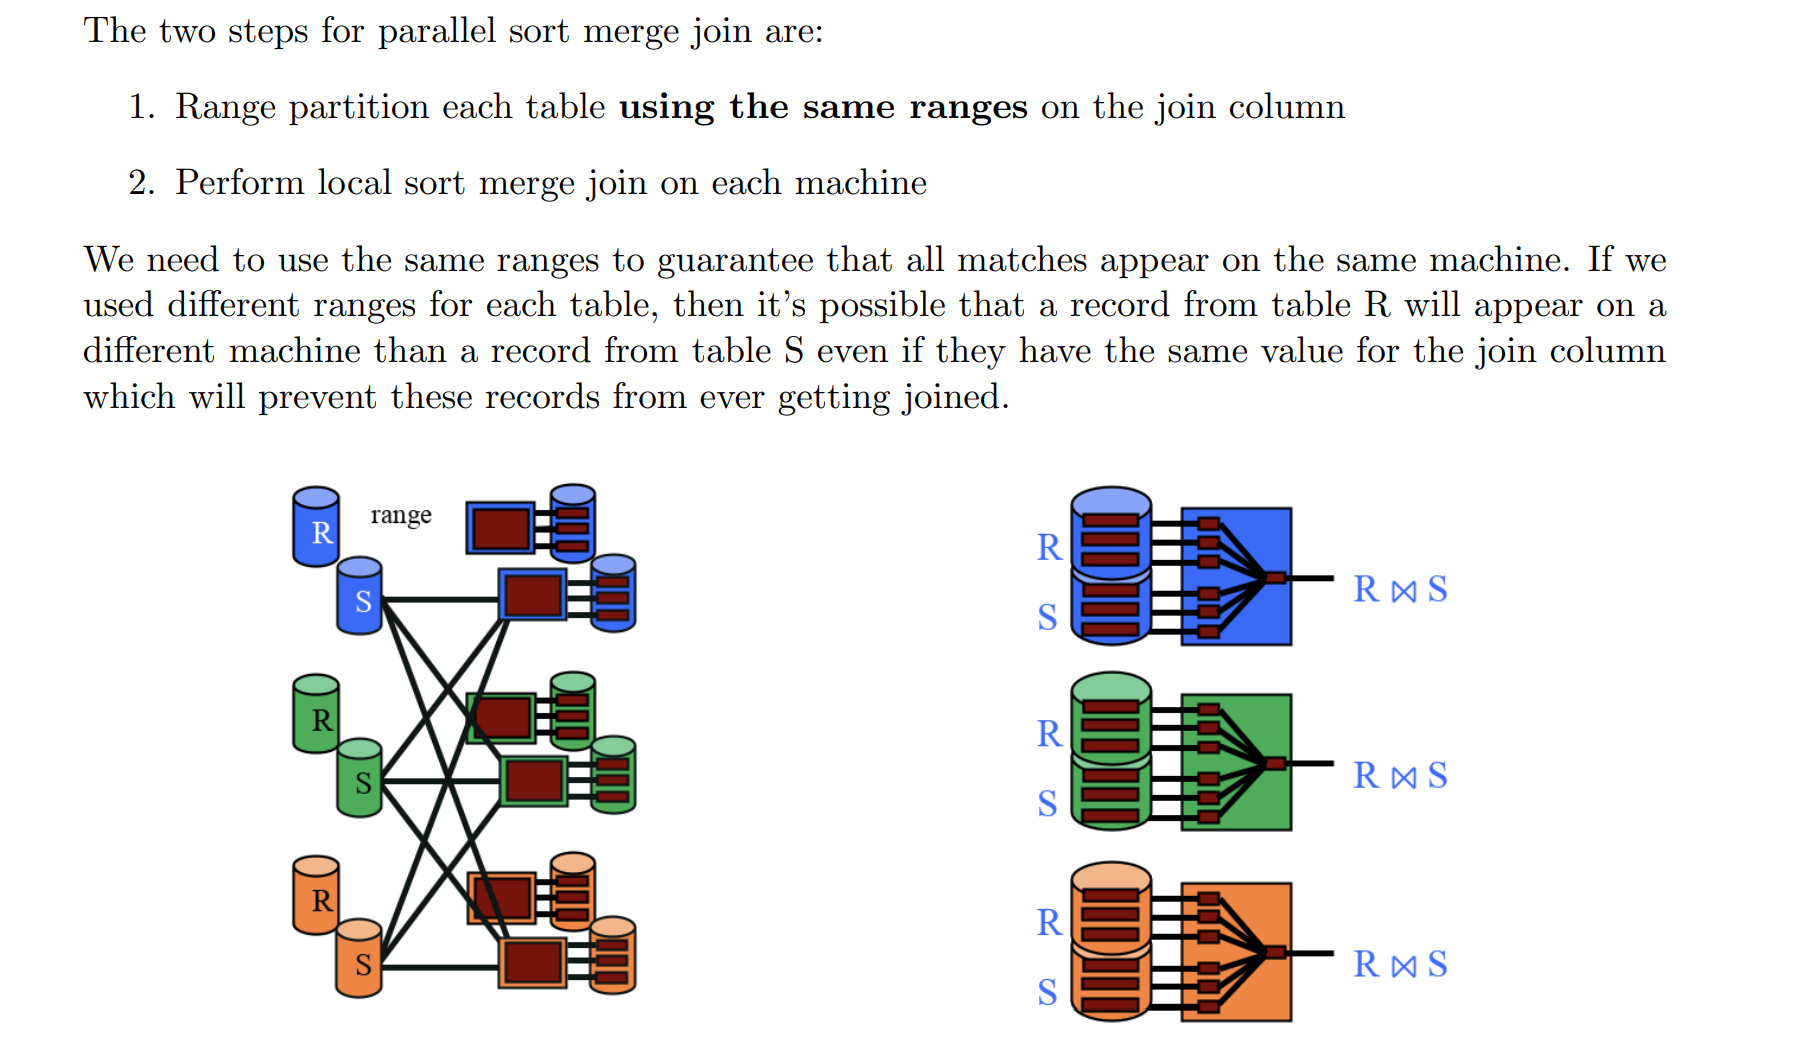 The two steps for parallel sort merge join are:
1. Range partition each table using the same ranges on the join column
2. Perform local sort merge join on each machine
We need to use the same ranges to guarantee that all matches appear on the same machine. If we
used different ranges for each table, then it's possible that a record from table R will appear on a
different machine than a record from table S even if they have the same value for the join column
which will prevent these records from ever getting joined.
R
range
S
R
S
R
S
R
S
R ⋈ S
R
S
R ⋈ S
R
S
R ⋈ S